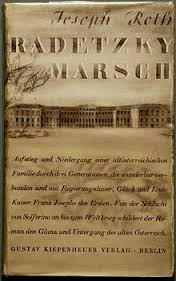 Joseph Roth
RADETZKY
MARSCH
Aufstieg und Niedergang einer altösterreichischen
Familie durch drei Generationen, die wunderbar ver-
bunden und mit Regierungsdauer, Glück und Ende
Kaiser Franz Josephs des Ersten. Von der Schlacht
von Solferino an bis zum Weltkrieg schildert der Ro-
man den Glanz und Untergang des alten Österreich.
GUSTAV KIEPENHEUER VERLAG - BERLIN